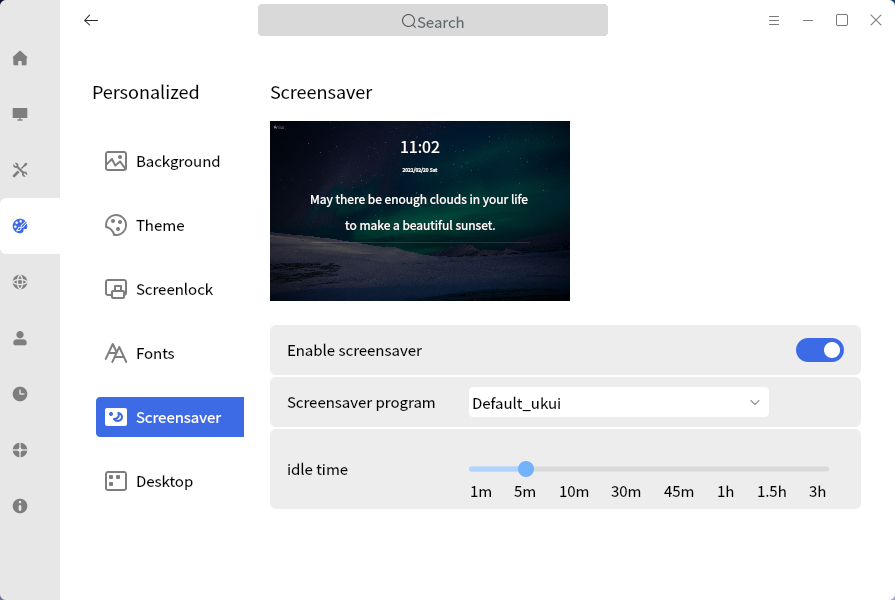 Search
Personalized
Background
Theme
Screenlock
Fonts
Screensaver
Desktop
Screensaver
11:02
2021/02/20 Sat
May there be enough clouds in your life
to make a beautiful sunset.
Enable screensaver
Screensaver program
Default_ukui
idle time
1m 5m 10m 30m 45m 1h 1.5h 3h